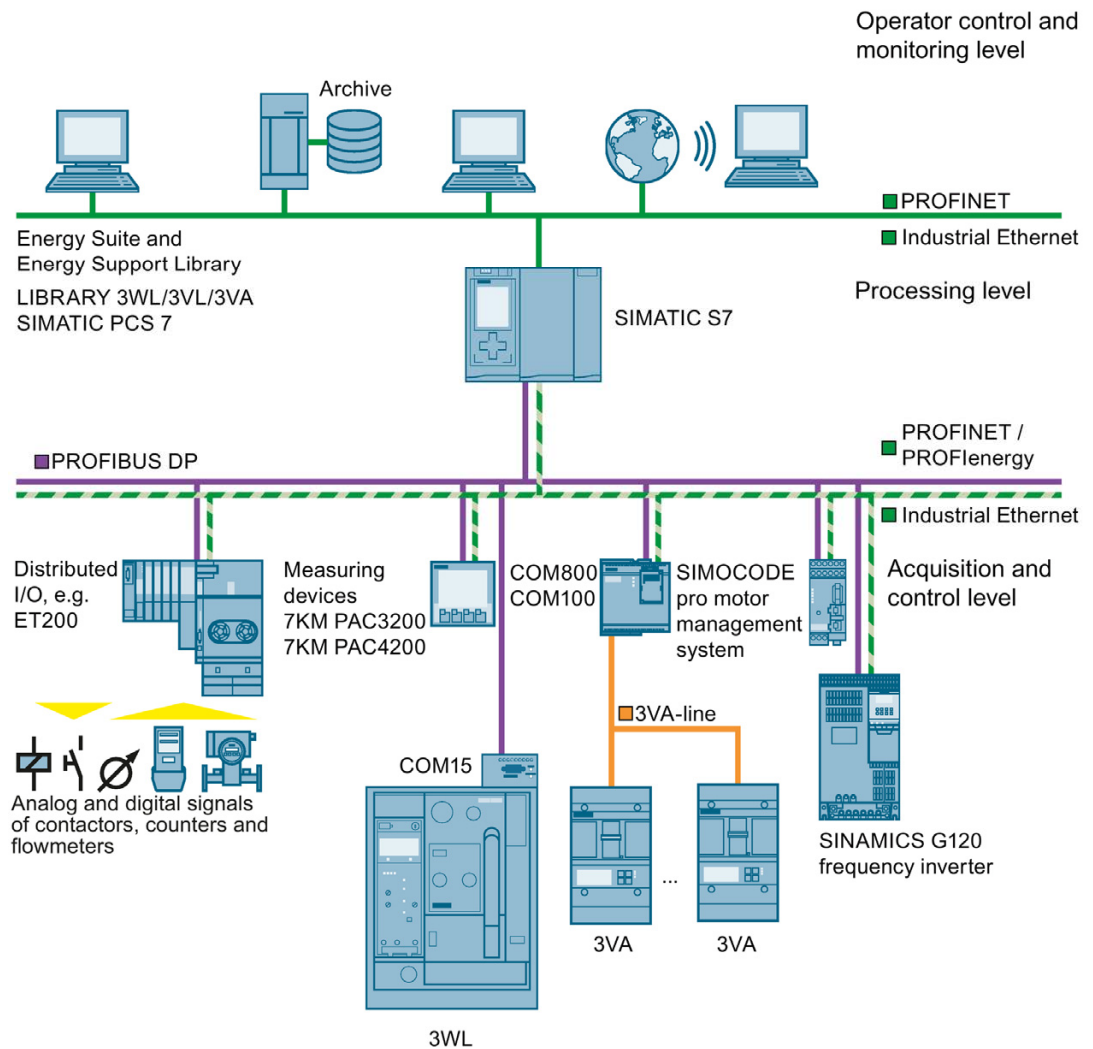 Operator control and
monitoring level
Archive
PROFINET
Industrial Ethernet
Energy Suite and
Energy Support Library
LIBRARY 3WL/3VL/3VA
SIMATIC PCS 7
Processing level
SIMATIC S7
PROFIBUS DP
PROFINET /
PROFIenergy
Industrial Ethernet
Distributed
I/O, e.g.
ET200
Measuring
devices
7KM PAC3200
7KM PAC4200
COM800
COM100
SIMOCODE
pro motor
management
system
Acquisition and
control level
3VA-line
COM15
Analog and digital signals
of contactors, counters and
flowmeters
SINAMICS G120
frequency inverter
...
3VA
3VA
3WL